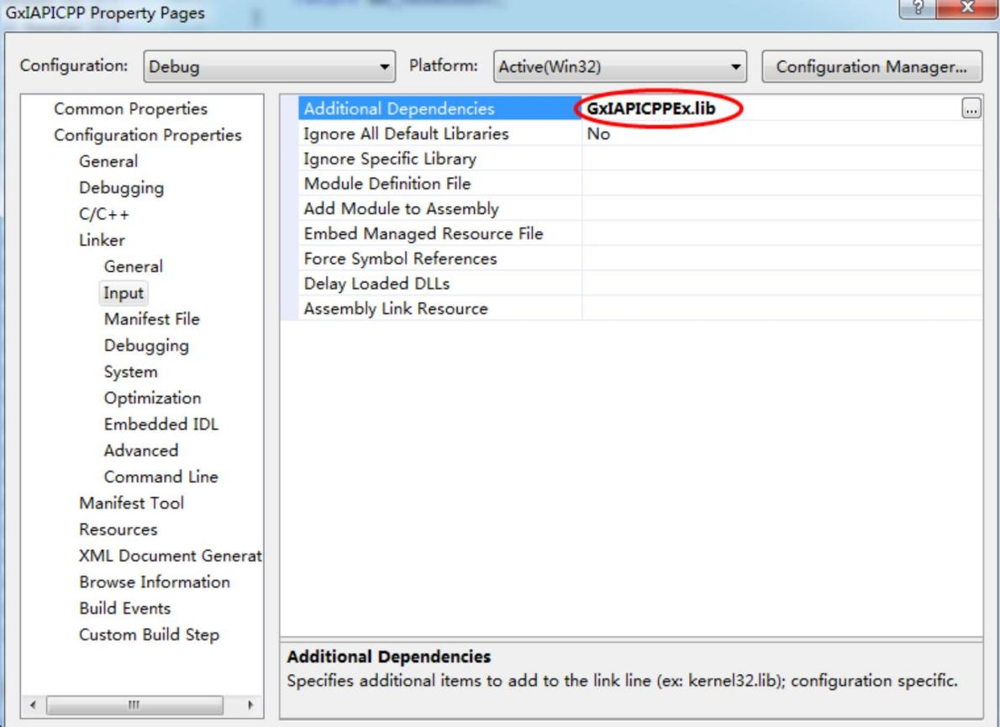 GxIAPICPP Property Pages
Configuration: Debug Platform: Active(Win32) Configuration Manager...
Common Properties
Configuration Properties
General
Debugging
C/C++
Linker
General
Input
Manifest File
Debugging
System
Optimization
Embedded IDL
Advanced
Command Line
Manifest Tool
Resources
XML Document Generat
Browse Information
Build Events
Custom Build Step
Additional Dependencies GxIAPICPPEx.lib ...
Ignore All Default Libraries No
Ignore Specific Library
Module Definition File
Add Module to Assembly
Embed Managed Resource File
Force Symbol References
Delay Loaded DLLs
Assembly Link Resource
Additional Dependencies
Specifies additional items to add to the link line (ex: kernel32.lib); configuration specific.